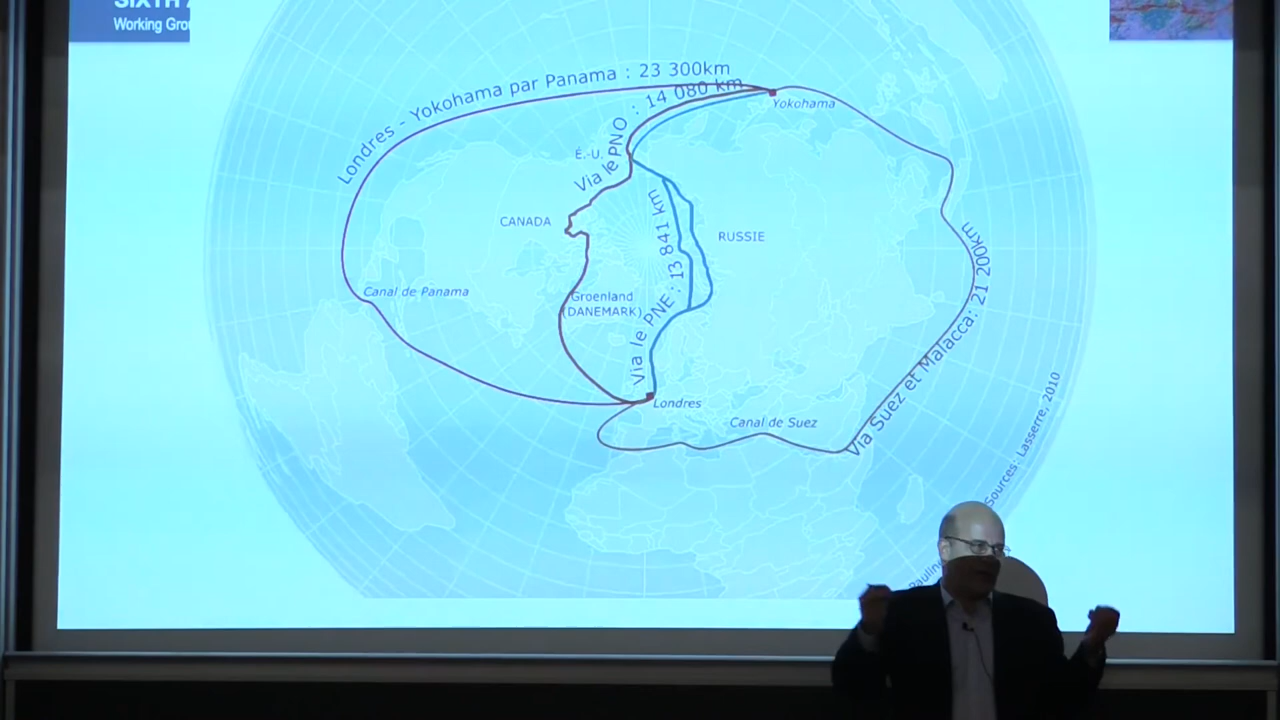 SIXTH
Working
Londres - Yokohama par Panama : 23 300km
Via le PNO : 14 080 km
Yokohama
É.-U.
CANADA
RUSSIE
Via le PNE : 13 841 km
Canal de Panama
Groenland
(DANEMARK)
Londres
Canal de Suez
Via Suez et Malacca: 21 200km
Sources: Lasserre, 2010
Pauline